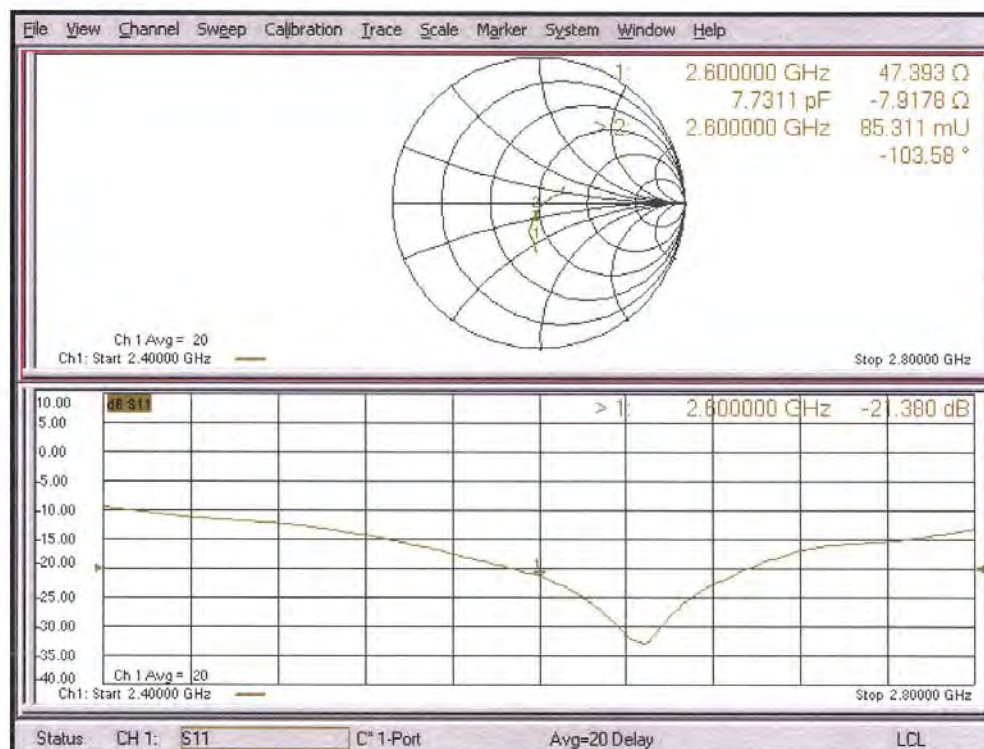 File View Channel Sweep Calibration Trace Scale Marker System Window Help
1: 2.600000 GHz 47.393 Ω
7.7311 pF -7.9178 Ω
> 2: 2.600000 GHz 85.311 mU
-103.58 °
1
Ch 1 Avg = 20
Ch1: Start 2.40000 GHz Stop 2.80000 GHz
10.00 dB S11 > 1: 2.600000 GHz -21.380 dB
5.00
0.00
-5.00
-10.00
-15.00
-20.00 1
-25.00
-30.00
-35.00
-40.00 Ch 1 Avg = 20
Ch1: Start 2.40000 GHz Stop 2.80000 GHz
Status CH 1: S11 C* 1-Port Avg=20 Delay LCL